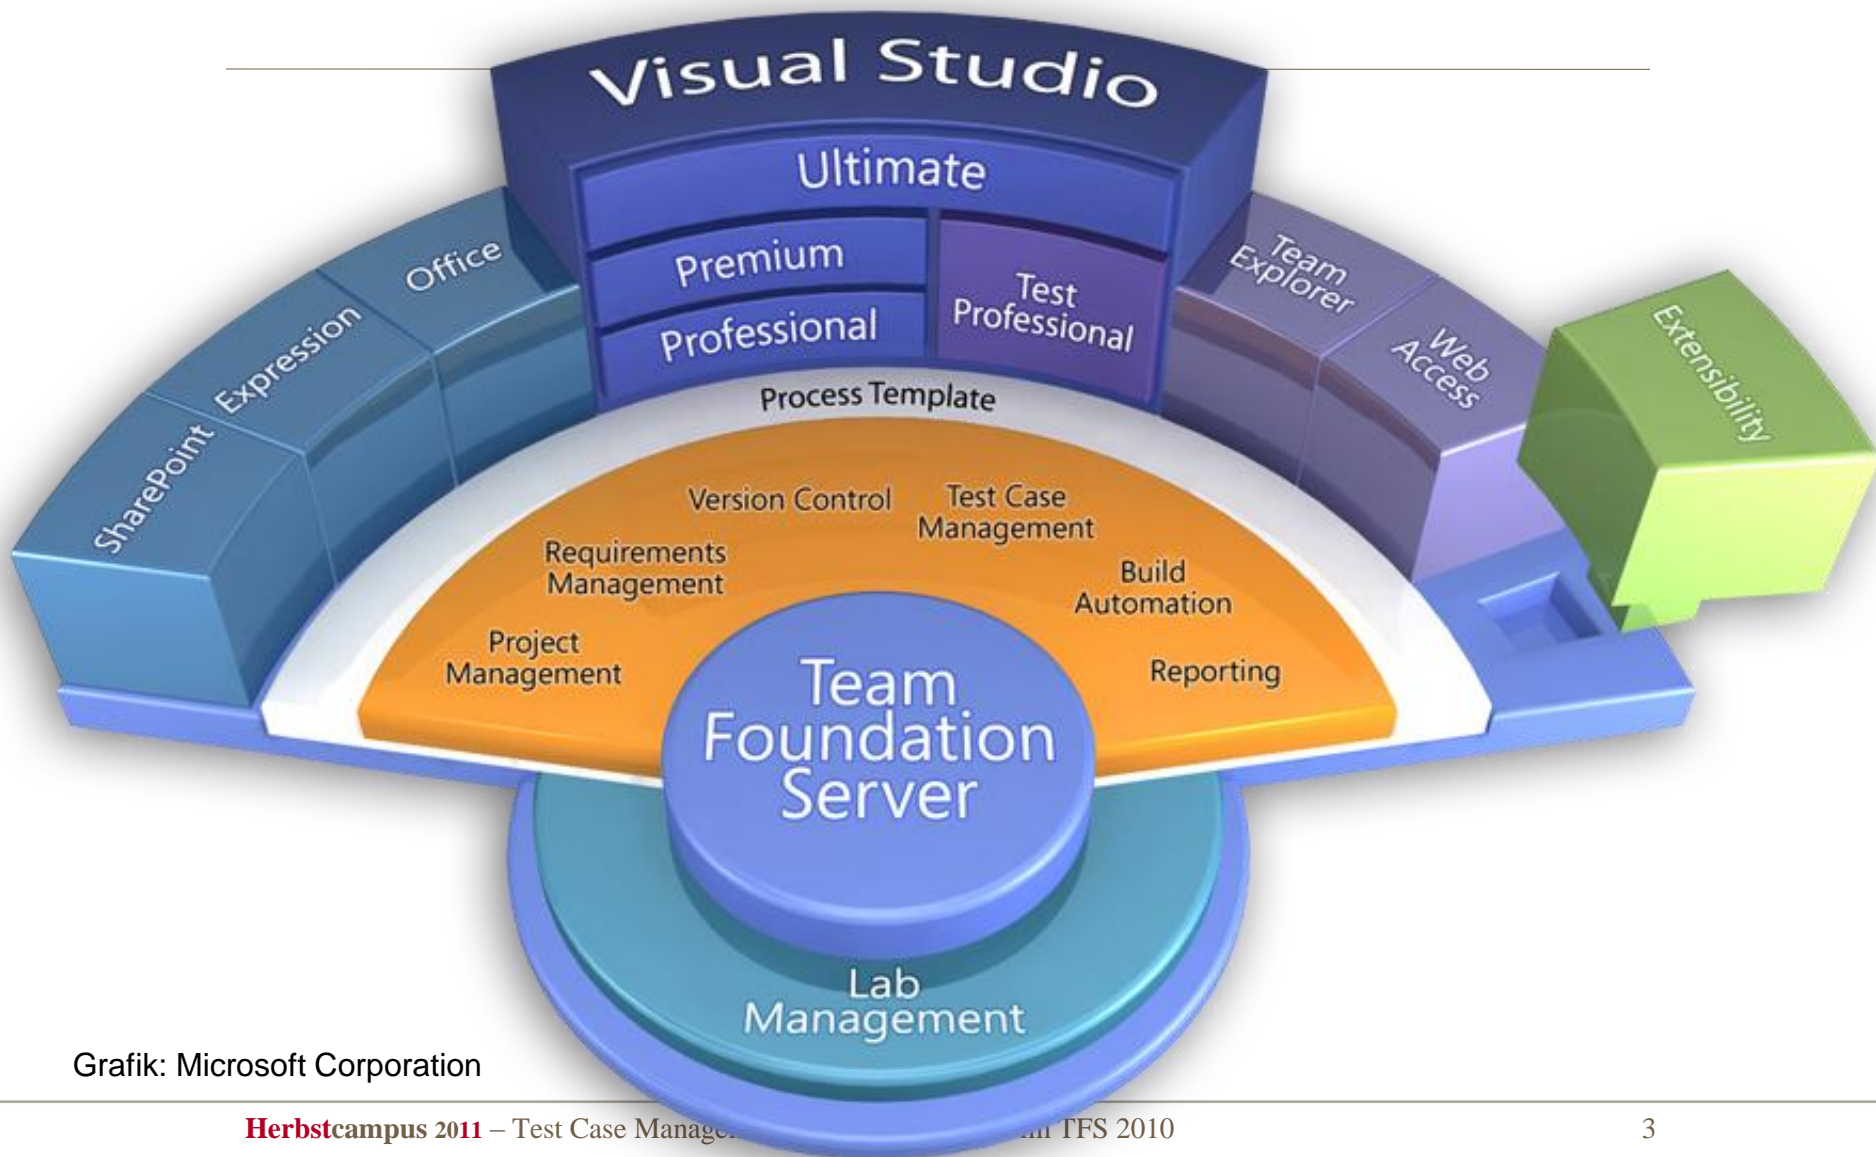 Visual Studio
Ultimate
Premium
Professional
Test
Professional
Office
Expression
SharePoint
Team
Explorer
Web
Access
Extensibility
Process Template
Version Control
Test Case
Management
Requirements
Management
Build
Automation
Project
Management
Reporting
Team
Foundation
Server
Lab
Management
Grafik: Microsoft Corporation
Herbstcampus 2011 – Test Case TFS 2010
3